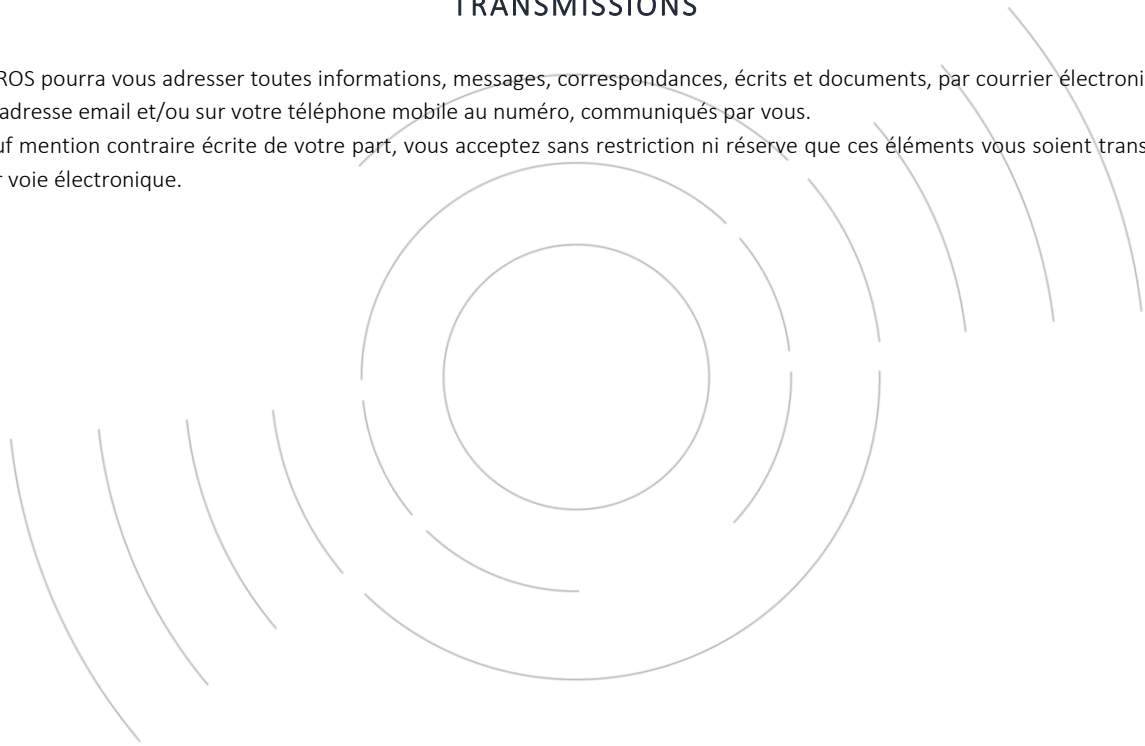 TRANSMISSIONS
ROS pourra vous adresser toutes informations, messages, correspondances, écrits et documents, par courrier électroni
adresse email et/ou sur votre téléphone mobile au numéro, communiqués par vous.
uf mention contraire écrite de votre part, vous acceptez sans restriction ni réserve que ces éléments vous soient trans
r voie électronique.